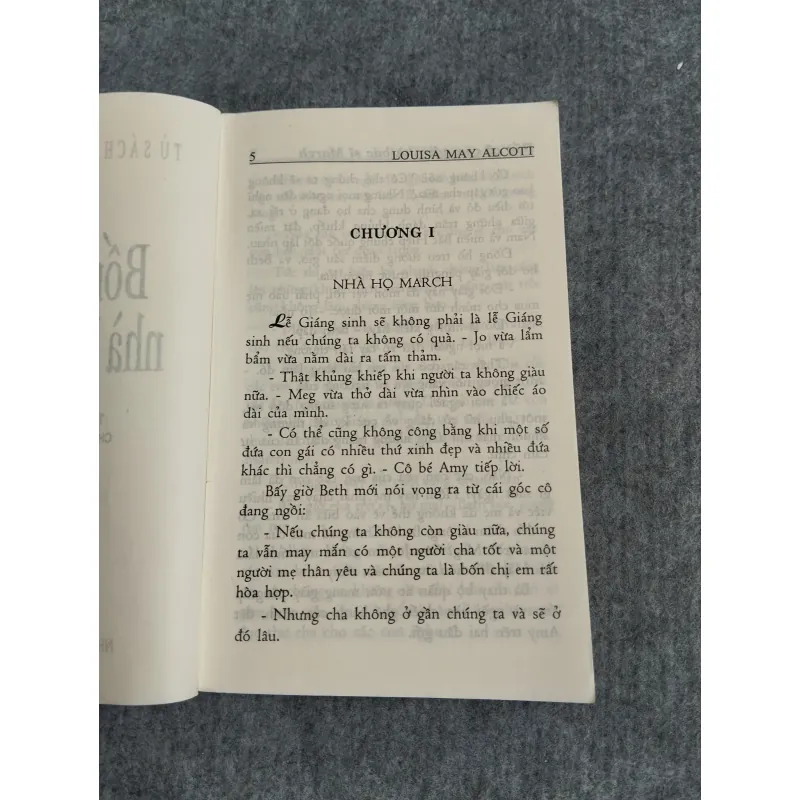 TỦ SÁCH
Bốn
nhà
5 LOUISA MAY ALCOTT
CHƯƠNG I
NHÀ HỌ MARCH
Lễ Giáng sinh sẽ không phải là lễ Giáng
sinh nếu chúng ta không có quà. - Jo vừa lẩm
bẩm vừa nằm dài ra tấm thảm.
- Thật khủng khiếp khi người ta không giàu
nữa. - Meg vừa thở dài vừa nhìn vào chiếc áo
dài của mình.
- Có thể cũng không công bằng khi một số
đứa con gái có nhiều thứ xinh đẹp và nhiều đứa
khác thì chẳng có gì. - Cô bé Amy tiếp lời.
Bấy giờ Beth mới nói vọng ra từ cái góc cô
đang ngồi:
- Nếu chúng ta không còn giàu nữa, chúng
ta vẫn may mắn có một người cha tốt và một
người mẹ thân yêu và chúng ta là bốn chị em rất
hòa hợp.
- Nhưng cha không ở gần chúng ta và sẽ ở
đó lâu.